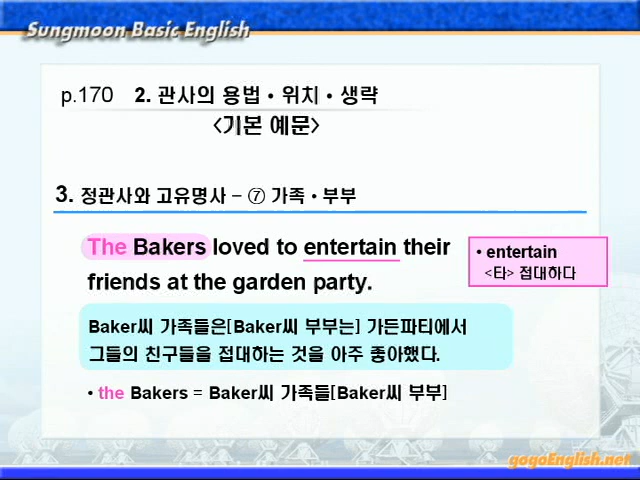 Sungmoon Basic English
p.170 2. 관사의 용법 • 위치 • 생략
<기본 예문>
3. 정관사와 고유명사 – ⑦ 가족 • 부부
The Bakers loved to entertain their
friends at the garden party.
• entertain
<타> 접대하다
Baker씨 가족들은[Baker씨 부부는] 가든파티에서
그들의 친구들을 접대하는 것을 아주 좋아했다.
• the Bakers = Baker씨 가족들[Baker씨 부부]
gogoEnglish.net